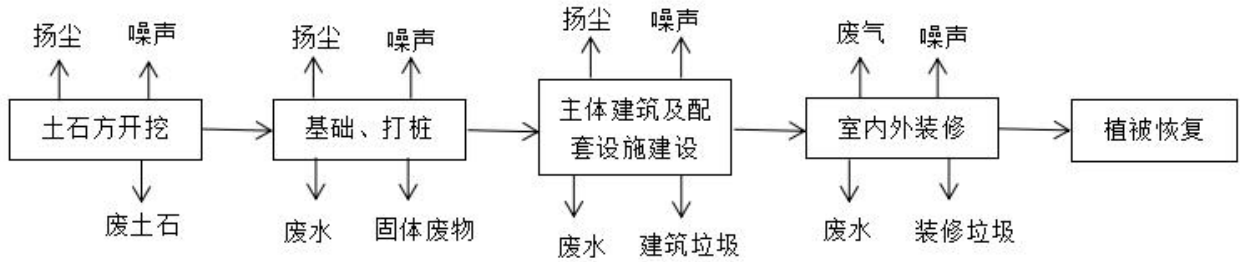 扬尘 噪声 扬尘 噪声 扬尘 噪声 废气 噪声
土石方开挖 基础、打桩 主体建筑及配 室内外装修 植被恢复
套设施建设
废土石 废水 固体废物 废水 建筑垃圾 废水 装修垃圾